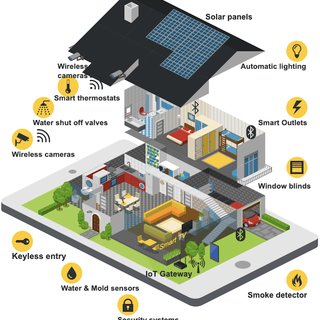 Solar panels
Wireless
cameras
Automatic lighting
Smart thermostats
Water shut off valves
Smart Outlets
Wireless cameras
Window blinds
Smart TV
Keyless entry
IoT Gateway
Water & Mold sensors
Smoke detector
Security systems